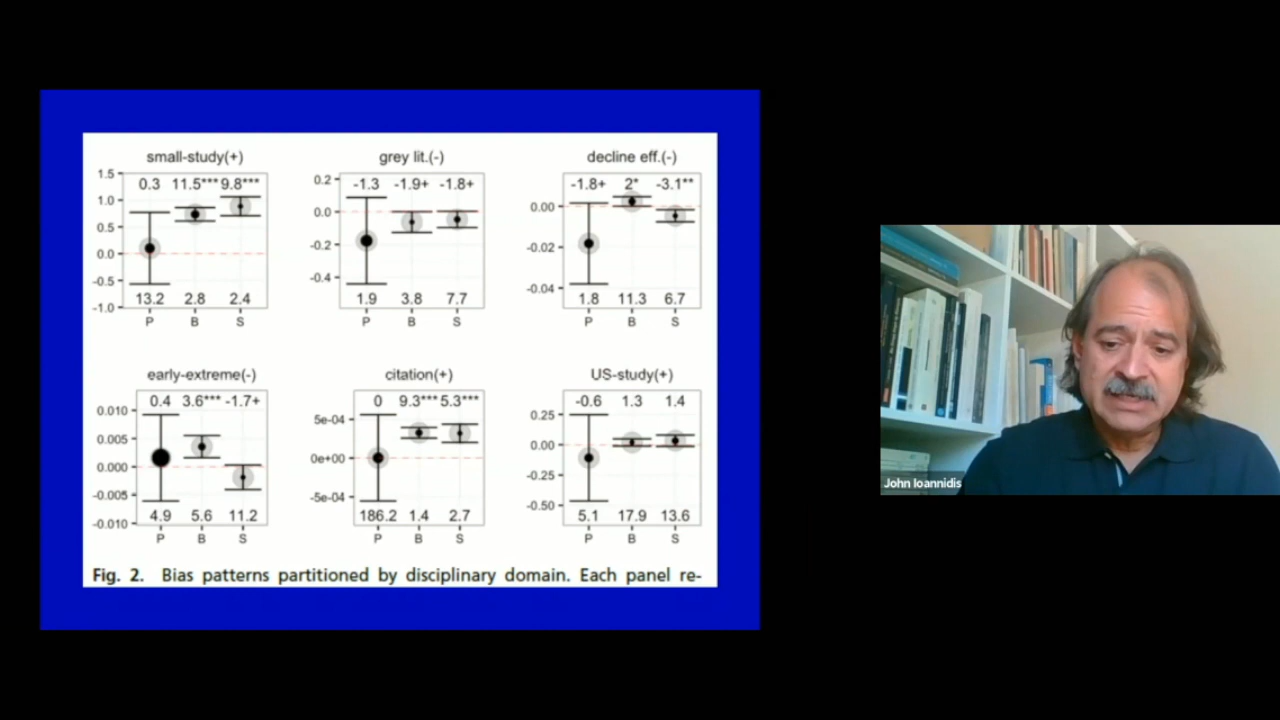 small-study(+)
1.5
1.0
0.5
0.0
-0.5
-1.0
0.3 11.5*** 9.8***
13.2 2.8 2.4
P B S
grey lit.(-)
0.2
0.0
-0.2
-0.4
-1.3 -1.9+ -1.8+
1.9 3.8 7.7
P B S
decline eff.(-)
0.00
-0.02
-0.04
-1.8+ 2* -3.1**
1.8 11.3 6.7
P B S
early-extreme(-)
0.010
0.005
0.000
-0.005
-0.010
0.4 3.6*** -1.7+
4.9 5.6 11.2
P B S
citation(+)
5e-04
0e+00
-5e-04
0 9.3*** 5.3***
186.2 1.4 2.7
P B S
US-study(+)
0.25
0.00
-0.25
-0.50
-0.6 1.3 1.4
5.1 17.9 13.6
P B S
Fig. 2. Bias patterns partitioned by disciplinary domain. Each panel re-
John Ioannidis